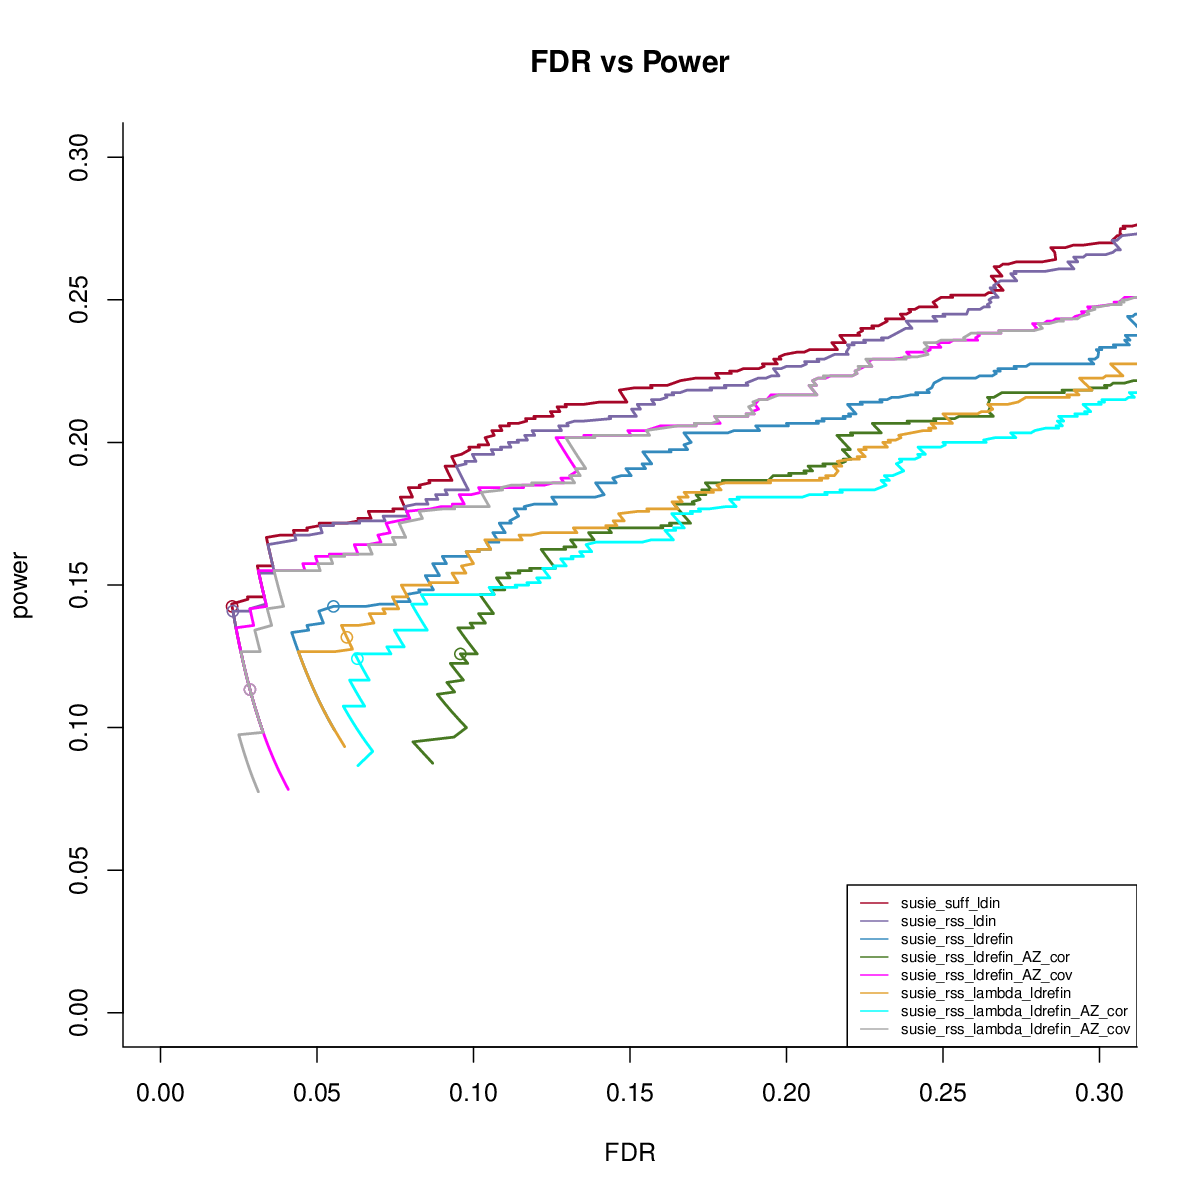 FDR vs Power
power
0.30
0.25
0.20
0.15
0.10
0.05
0.00
susie_suff_ldin
susie_rss_ldin
susie_rss_ldrefin
susie_rss_ldrefin_AZ_cor
susie_rss_ldrefin_AZ_cov
susie_rss_lambda_ldrefin
susie_rss_lambda_ldrefin_AZ_cor
susie_rss_lambda_ldrefin_AZ_cov
0.00 0.05 0.10 0.15 0.20 0.25 0.30
FDR